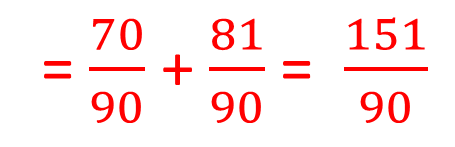 = 70/90 + 81/90 = 151/90